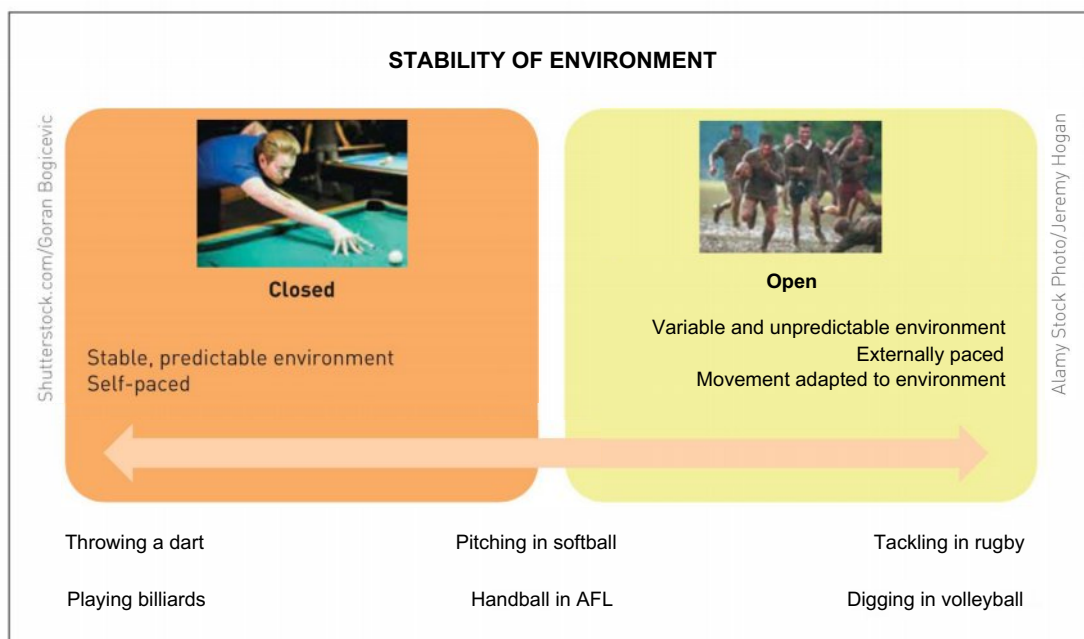 STABILITY OF ENVIRONMENT
Shutterstock.com/Goran Bogicevic
Closed
Stable, predictable environment
Self-paced
Open
Variable and unpredictable environment
Externally paced
Movement adapted to environment
Alamy Stock Photo/Jeremy Hogan
Throwing a dart
Pitching in softball
Tackling in rugby
Playing billiards
Handball in AFL
Digging in volleyball